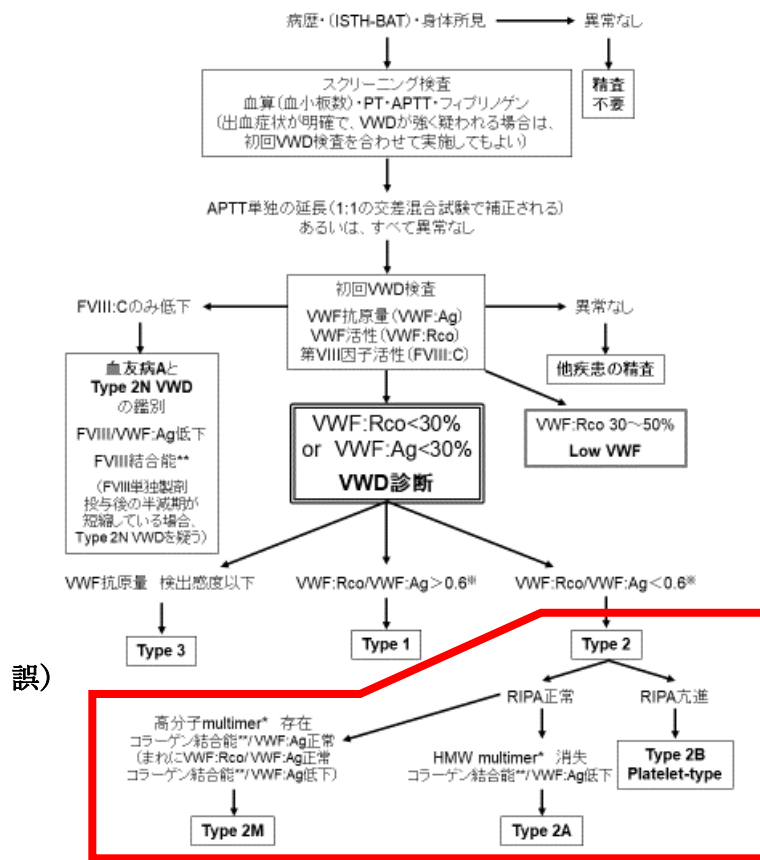 病歴・(ISTH-BAT)・身体所見
異常なし
スクリーニング検査
血算(血小板数)・PT・APTT・フィブリノゲン
(出血症状が明確で、VWDが強く疑われる場合は、
初回VWD検査を合わせて実施してもよい)
精査
不要
APTT単独の延長(1:1の交差混合試験で補正される)
あるいは、すべて異常なし
FVIII:Cのみ低下
初回VWD検査
VWF抗原量(VWF:Ag)
VWF活性(VWF:Rco)
第VIII因子活性(FVIII:C)
異常なし
血友病Aと
Type 2N VWD
の鑑別
FVIII/VWF:Ag低下
FVIII結合能**
(FVIII単独製剤
投与後の半減期が
短縮している場合、
Type 2N VWDを疑う)
他疾患の精査
VWF:Rco<30%
or VWF:Ag<30%
VWD診断
VWF:Rco 30~50%
Low VWF
VWF抗原量 検出感度以下
VWF:Rco/VWF:Ag>0.6※
VWF:Rco/VWF:Ag<0.6※
Type 3
Type 1
Type 2
誤)
RIPA正常
RIPA亢進
高分子multimer* 存在
コラーゲン結合能**/VWF:Ag正常
(まれにVWF:Rco/VWF:Ag正常
コラーゲン結合能**/VWF:Ag低下)
HMW multimer* 消失
コラーゲン結合能**/VWF:Ag低下
Type 2B
Platelet-type
Type 2M
Type 2A